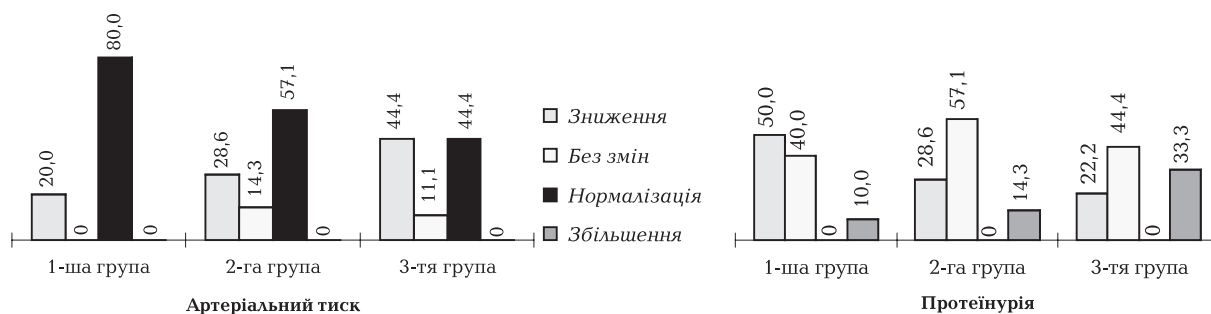 20,0
0
80,0
0
28,6
14,3
57,1
0
44,4
11,1
44,4
0
1-ша група
2-га група
3-тя група
Артеріальний тиск
Зниження
Без змін
Нормалізація
Збільшення
50,0
40,0
0
10,0
28,6
57,1
0
14,3
22,2
44,4
0
33,3
1-ша група
2-га група
3-тя група
Протеїнурія